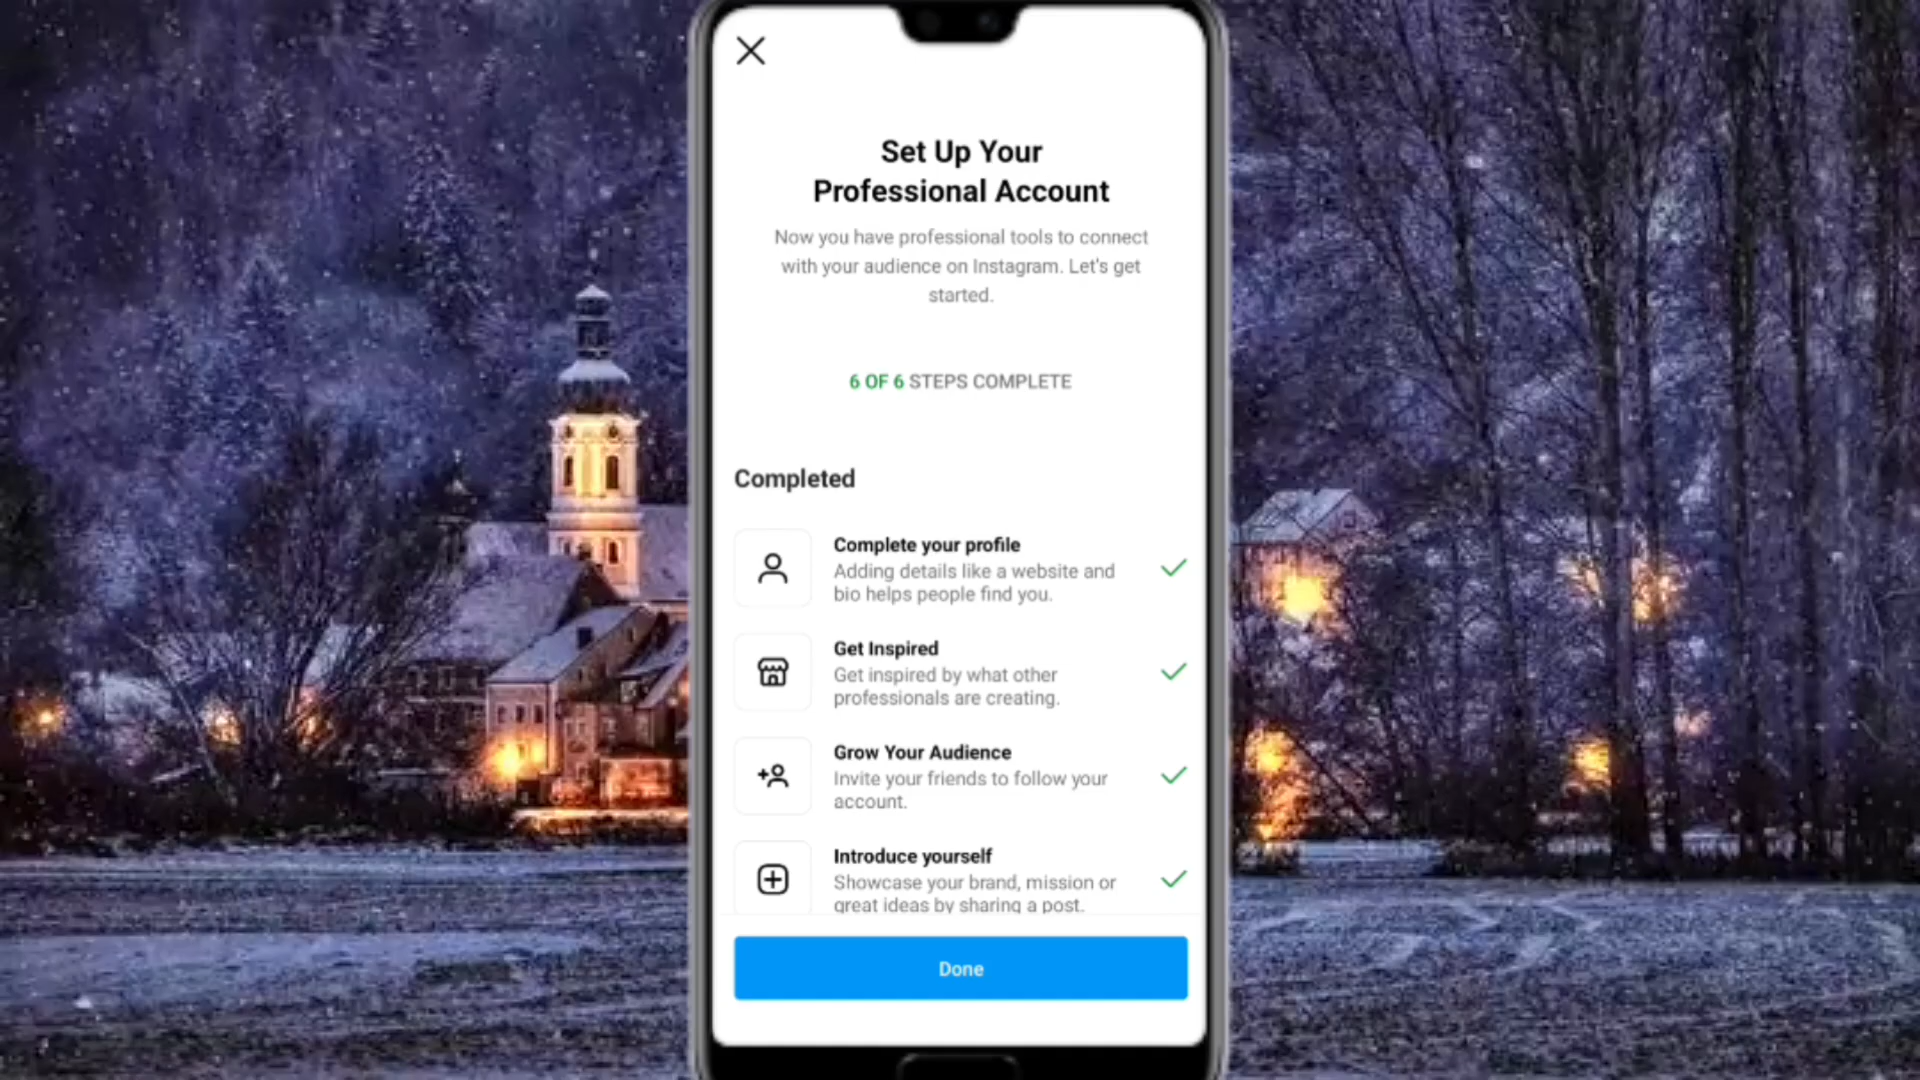 Set Up Your
Professional Account
Now you have professional tools to connect
with your audience on Instagram. Let's get
started.
6 OF 6 STEPS COMPLETE
Completed
Complete your profile
Adding details like a website and
bio helps people find you.
Get Inspired
Get inspired by what other
professionals are creating.
Grow Your Audience
Invite your friends to follow your
account.
Introduce yourself
Showcase your brand, mission or
great ideas by sharing a post.
Done